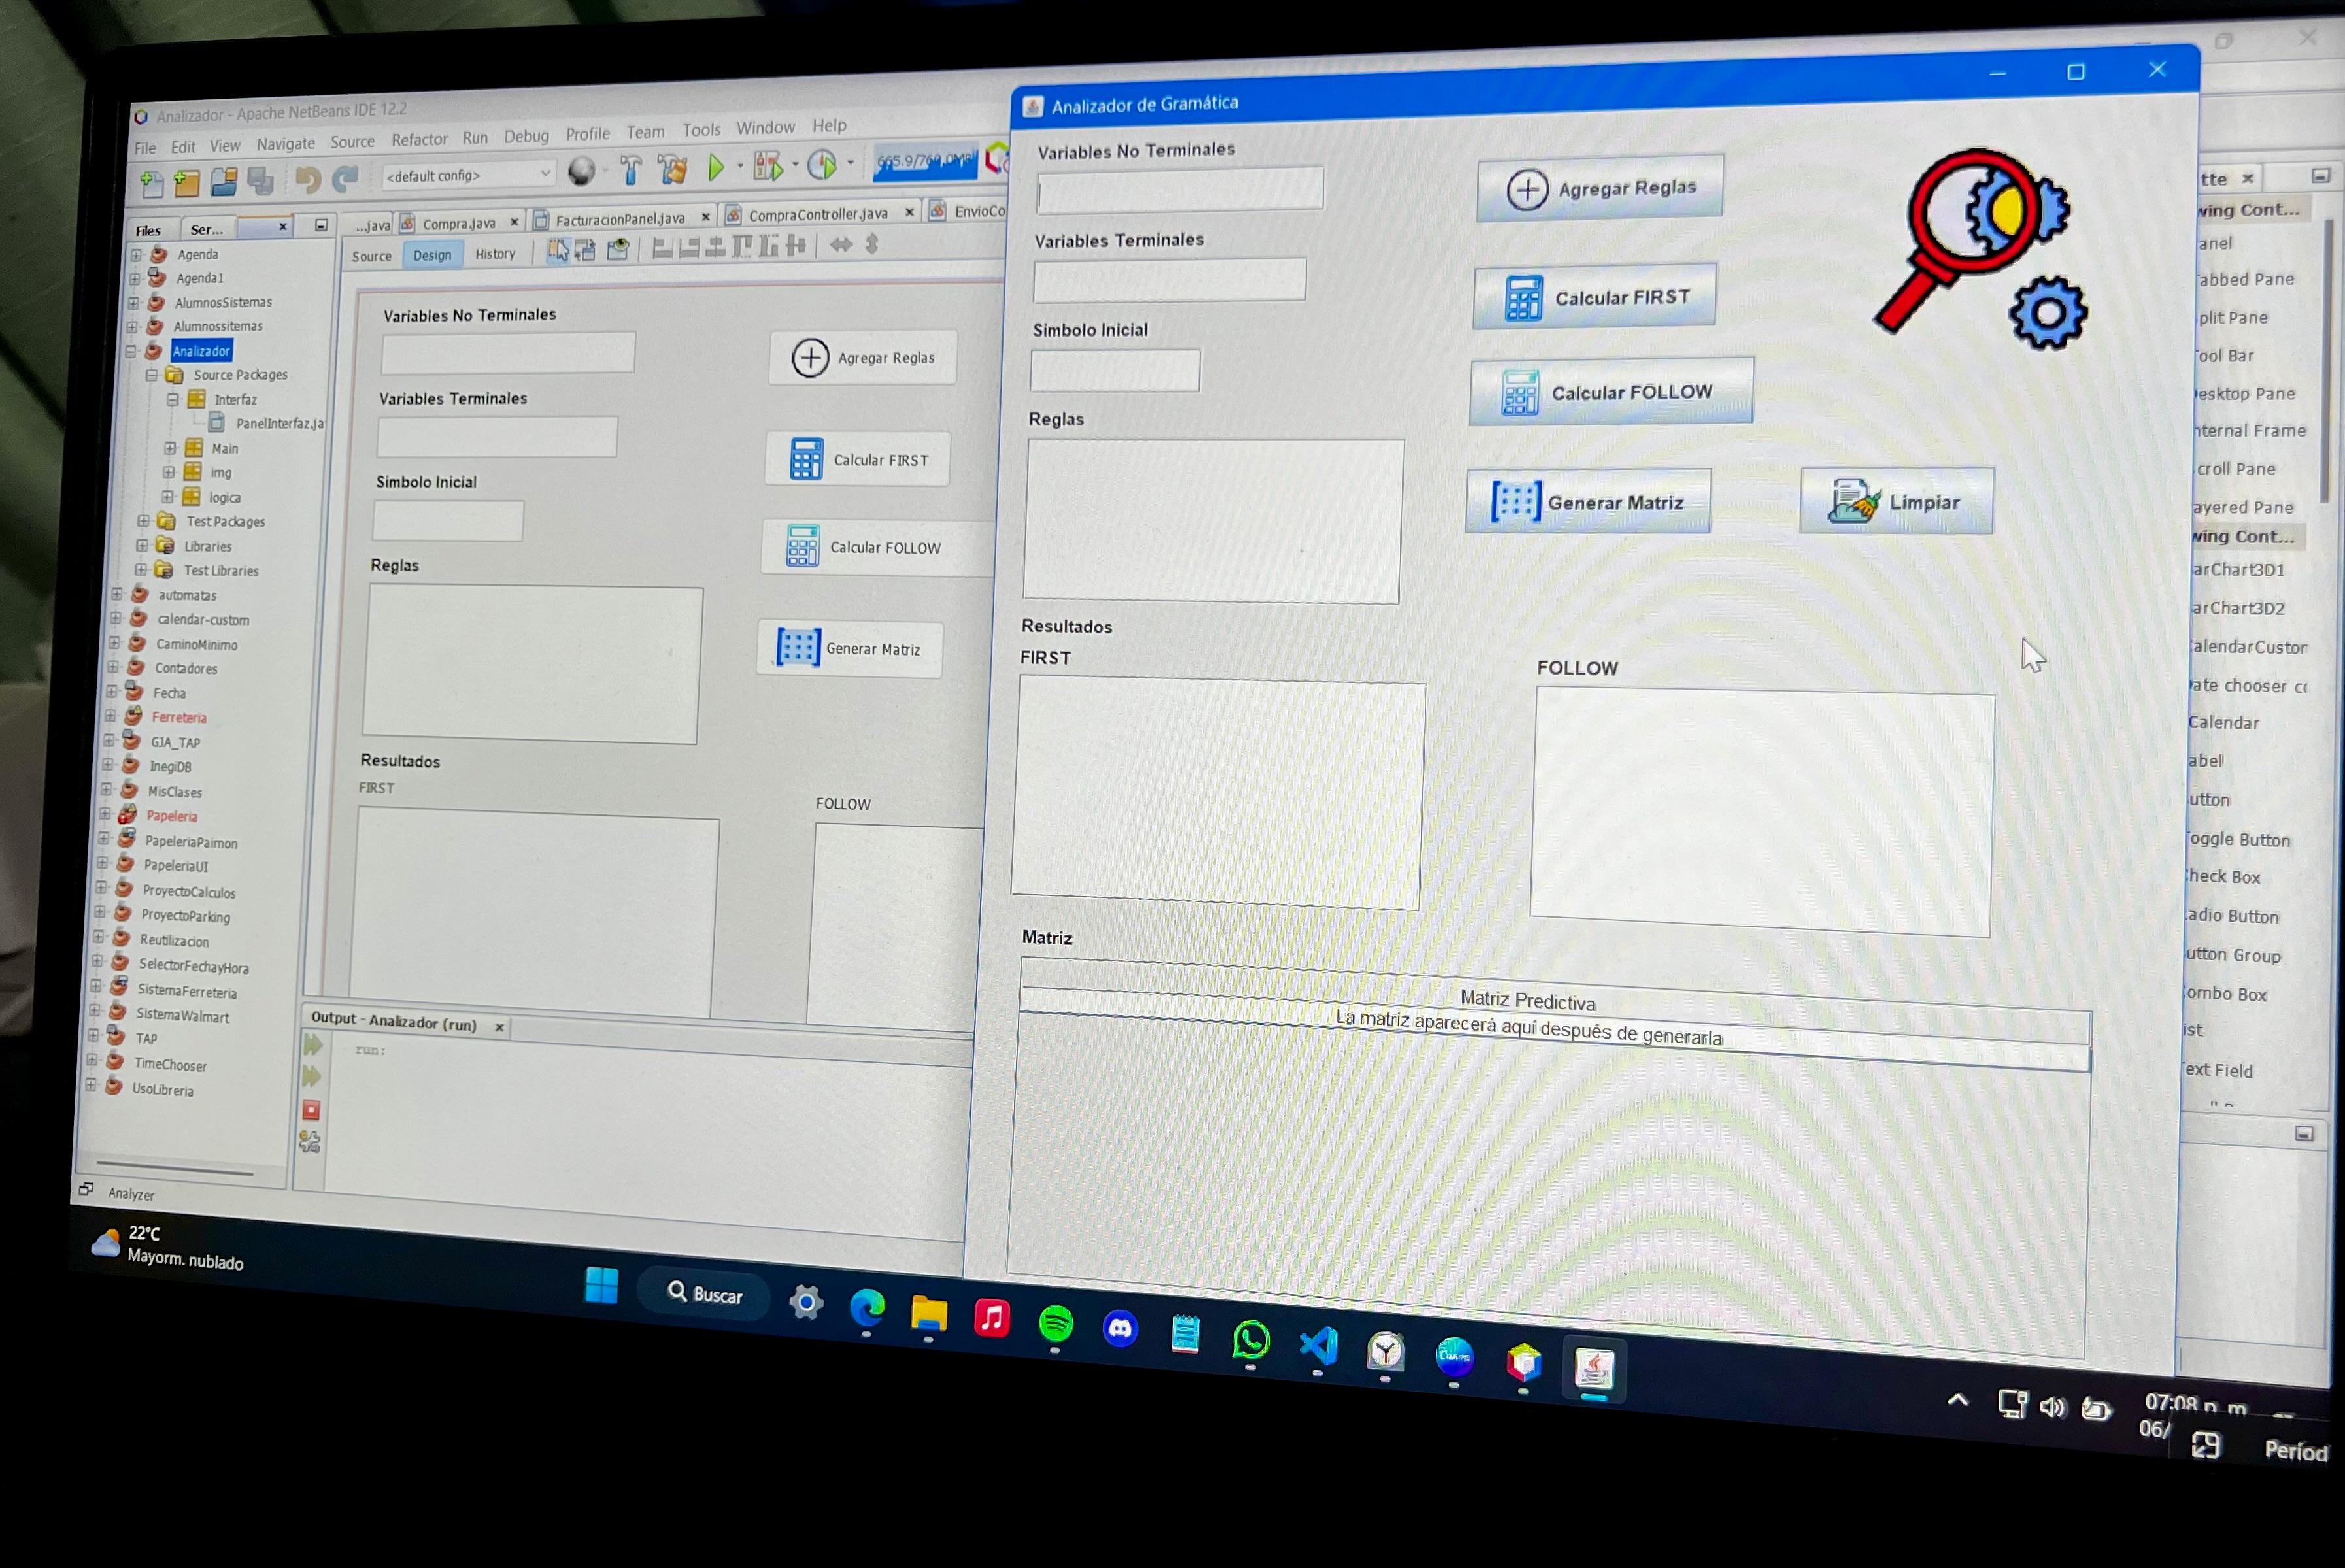 Analizador - Apache NetBeans IDE 12.2
File Edit View Navigate Source Refactor Run Debug Profile Team Tools Window Help
<default config>
665.9/760.0MB
Files Ser...
...java Compra.java FacturacionPanel.java CompraController.java EnvioCo
Source Design History
Agenda
Agenda1
AlumnosSistemas
Alumnossitemas
Analizador
Source Packages
Interfaz
PanelInterfaz.ja
Main
img
logica
Test Packages
Libraries
Test Libraries
automatas
calendar-custom
CaminoMinimo
Contadores
Fecha
Ferreteria
GJA_TAP
InegiDB
MisClases
Papeleria
PapeleriaPaimon
PapeleriaUI
ProyectoCalculos
ProyectoParking
Reutilizacion
SelectorFechayHora
SistemaFerreteria
SistemaWalmart
TAP
TimeChooser
UsoLibreria
Analyzer
Variables No Terminales
Agregar Reglas
Variables Terminales
Calcular FIRST
Simbolo Inicial
Calcular FOLLOW
Reglas
Generar Matriz
Resultados
FIRST
FOLLOW
Output - Analizador (run)
run:
Analizador de Gramática
Variables No Terminales
Agregar Reglas
Variables Terminales
Calcular FIRST
Simbolo Inicial
Calcular FOLLOW
Reglas
Generar Matriz
Limpiar
Resultados
FIRST
FOLLOW
Matriz
Matriz Predictiva
La matriz aparecerá aquí después de generarla
tte
wing Cont...
anel
abbed Pane
plit Pane
ool Bar
esktop Pane
nternal Frame
croll Pane
ayered Pane
wing Cont...
arChart3D1
arChart3D2
alendarCustor
ate chooser co
Calendar
abel
utton
oggle Button
heck Box
adio Button
utton Group
ombo Box
ist
ext Field
22°C
Mayorm. nublado
Buscar
Canva
07:08 p. m.
06/
Períod